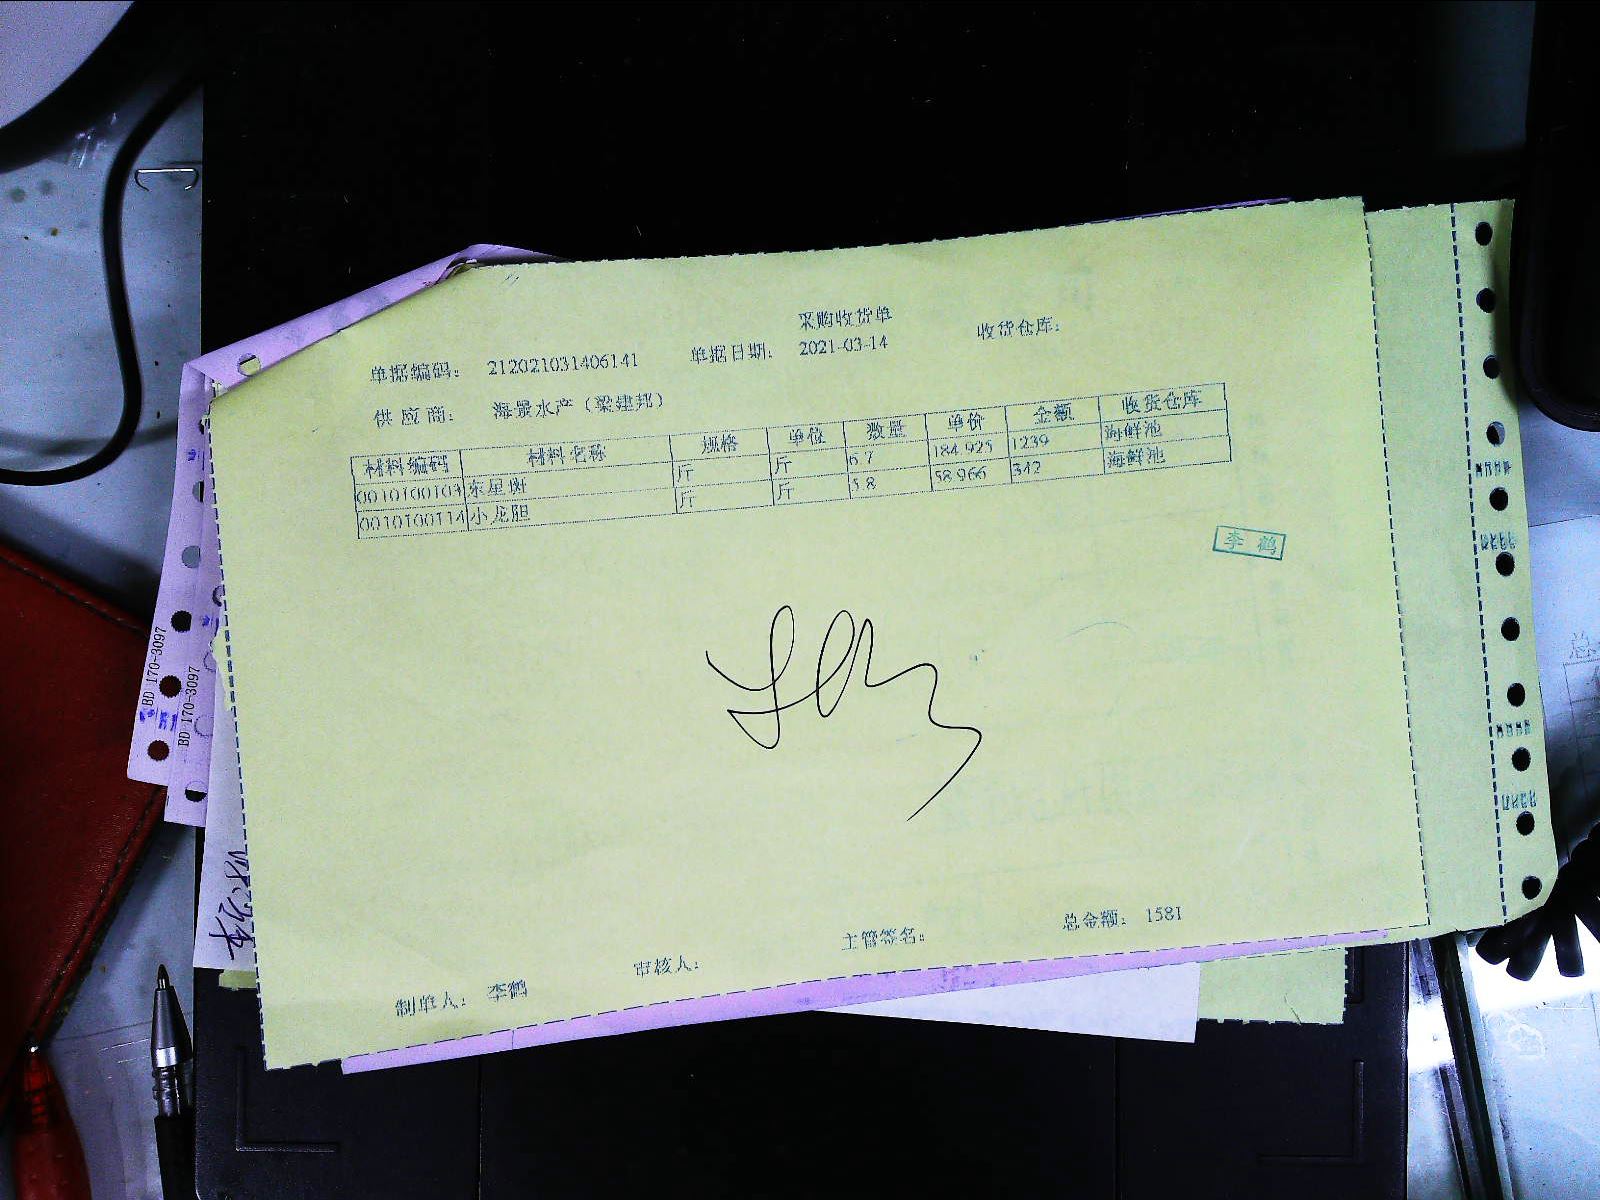 采购收货单
单据编码： 212021031406141 单据日期： 2021-03-14 收货仓库：
供应商： 海景水产（梁建邦）
材料编码 材料名称 规格 单位 数量 单价 金额 收货仓库
0010100103 东星斑 斤 斤 6.7 184.925 1239 海鲜池
0010100114 小龙胆 斤 斤 5.8 58.966 342 海鲜池
李鹤
制单人： 李鹤 审核人： 主管签名： 总金额： 1581
BD 170-3097
BD 170-3097